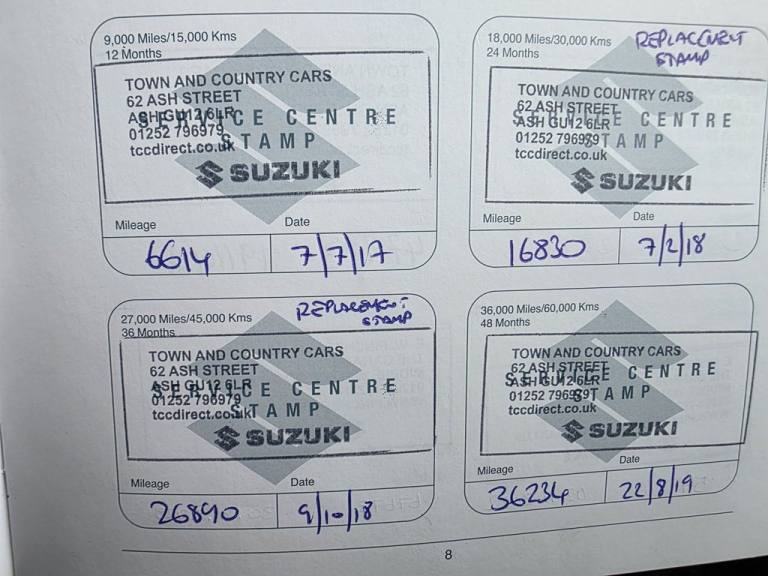 9,000 Miles/15,000 Kms
12 Months
TOWN AND COUNTRY CARS
62 ASH STREET
ASH GU12 6LR
SERVICE CENTRE
01252 796979
STAMP
tccdirect.co.uk
SUZUKI
Mileage
Date
6614
7/7/17
18,000 Miles/30,000 Kms
24 Months
REPLACEMENT
STAMP
TOWN AND COUNTRY CARS
62 ASH STREET
SERVICE CENTRE
ASH GU12 6LR
01252 796979
STAMP
tccdirect.co.uk
SUZUKI
Mileage
Date
16830
7/2/18
27,000 Miles/45,000 Kms
36 Months
REPLACEMENT
STAMP
TOWN AND COUNTRY CARS
62 ASH STREET
ASH GU12 6LR
SERVICE CENTRE
01252 796979
STAMP
tccdirect.co.uk
SUZUKI
Mileage
Date
26890
9/10/18
36,000 Miles/60,000 Kms
48 Months
TOWN AND COUNTRY CARS
62 ASH STREET
SERVICE CENTRE
ASH GU12 6LR
01252 796979
STAMP
tccdirect.co.uk
SUZUKI
Mileage
Date
36234
22/8/19
8